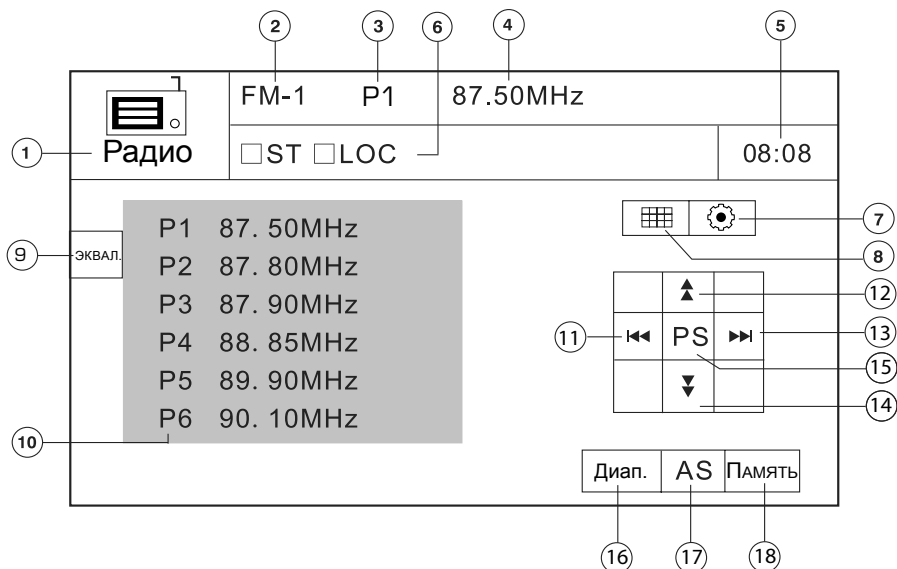 2 3 6 4 5
FM-1 P1 87.50MHz
1 Радио □ST □LOC 08:08
7
8
9 ЭКВАЛ.
P1 87. 50MHz
P2 87. 80MHz
P3 87. 90MHz
P4 88. 85MHz
P5 89. 90MHz
P6 90. 10MHz
10
12
11 PS 13
15
14
Диап. AS Память
16 17 18